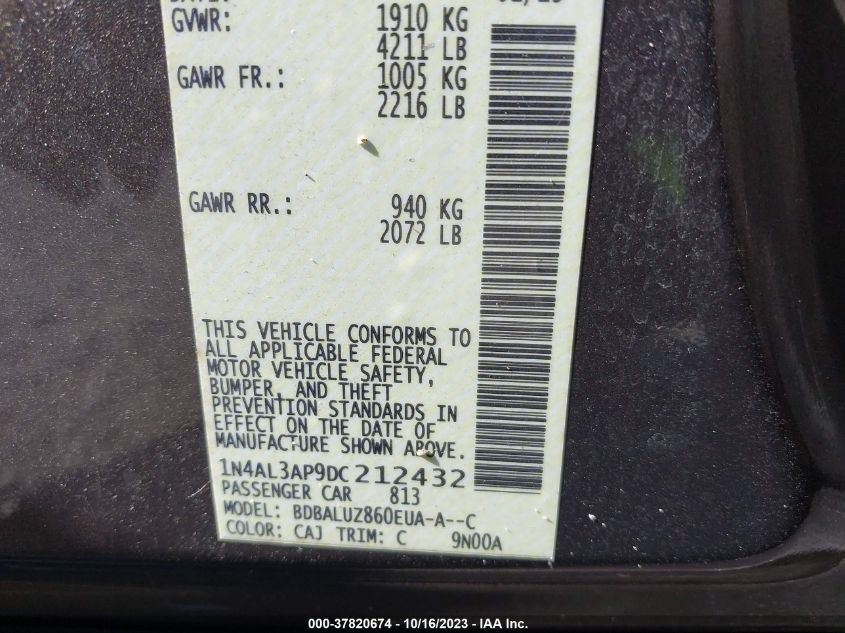 GVWR: 1910 KG
4211 LB
GAWR FR.: 1005 KG
2216 LB
GAWR RR.: 940 KG
2072 LB
THIS VEHICLE CONFORMS TO
ALL APPLICABLE FEDERAL
MOTOR VEHICLE SAFETY,
BUMPER, AND THEFT
PREVENTION STANDARDS IN
EFFECT ON THE DATE OF
MANUFACTURE SHOWN ABOVE.
1N4AL3AP9DC212432
PASSENGER CAR 813
MODEL: BDBALUZ860EUA-A--C
COLOR: CAJ TRIM: C 9N00A
000-37820674 - 10/16/2023 - IAA Inc.